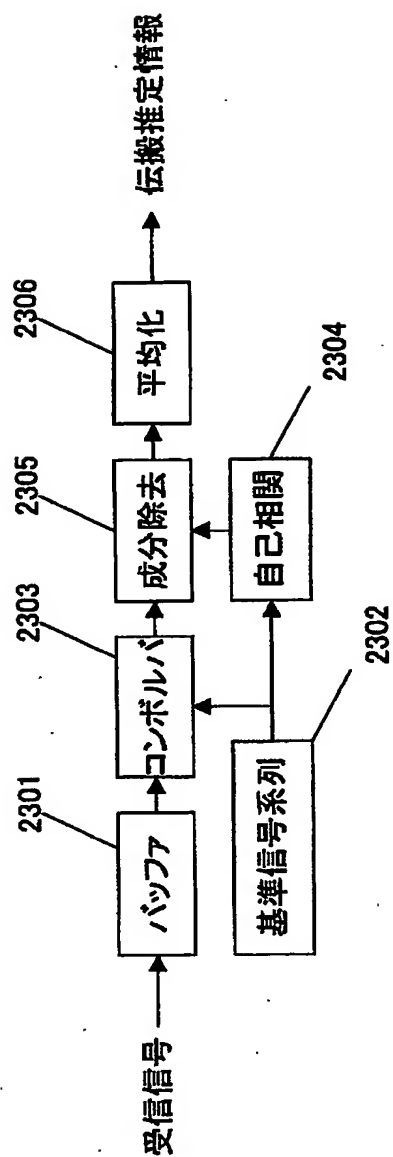 受信信号
バッファ
2301
コンボルバ
2303
成分除去
2305
平均化
2306
伝搬推定情報
基準信号系列
2302
自己相関
2304